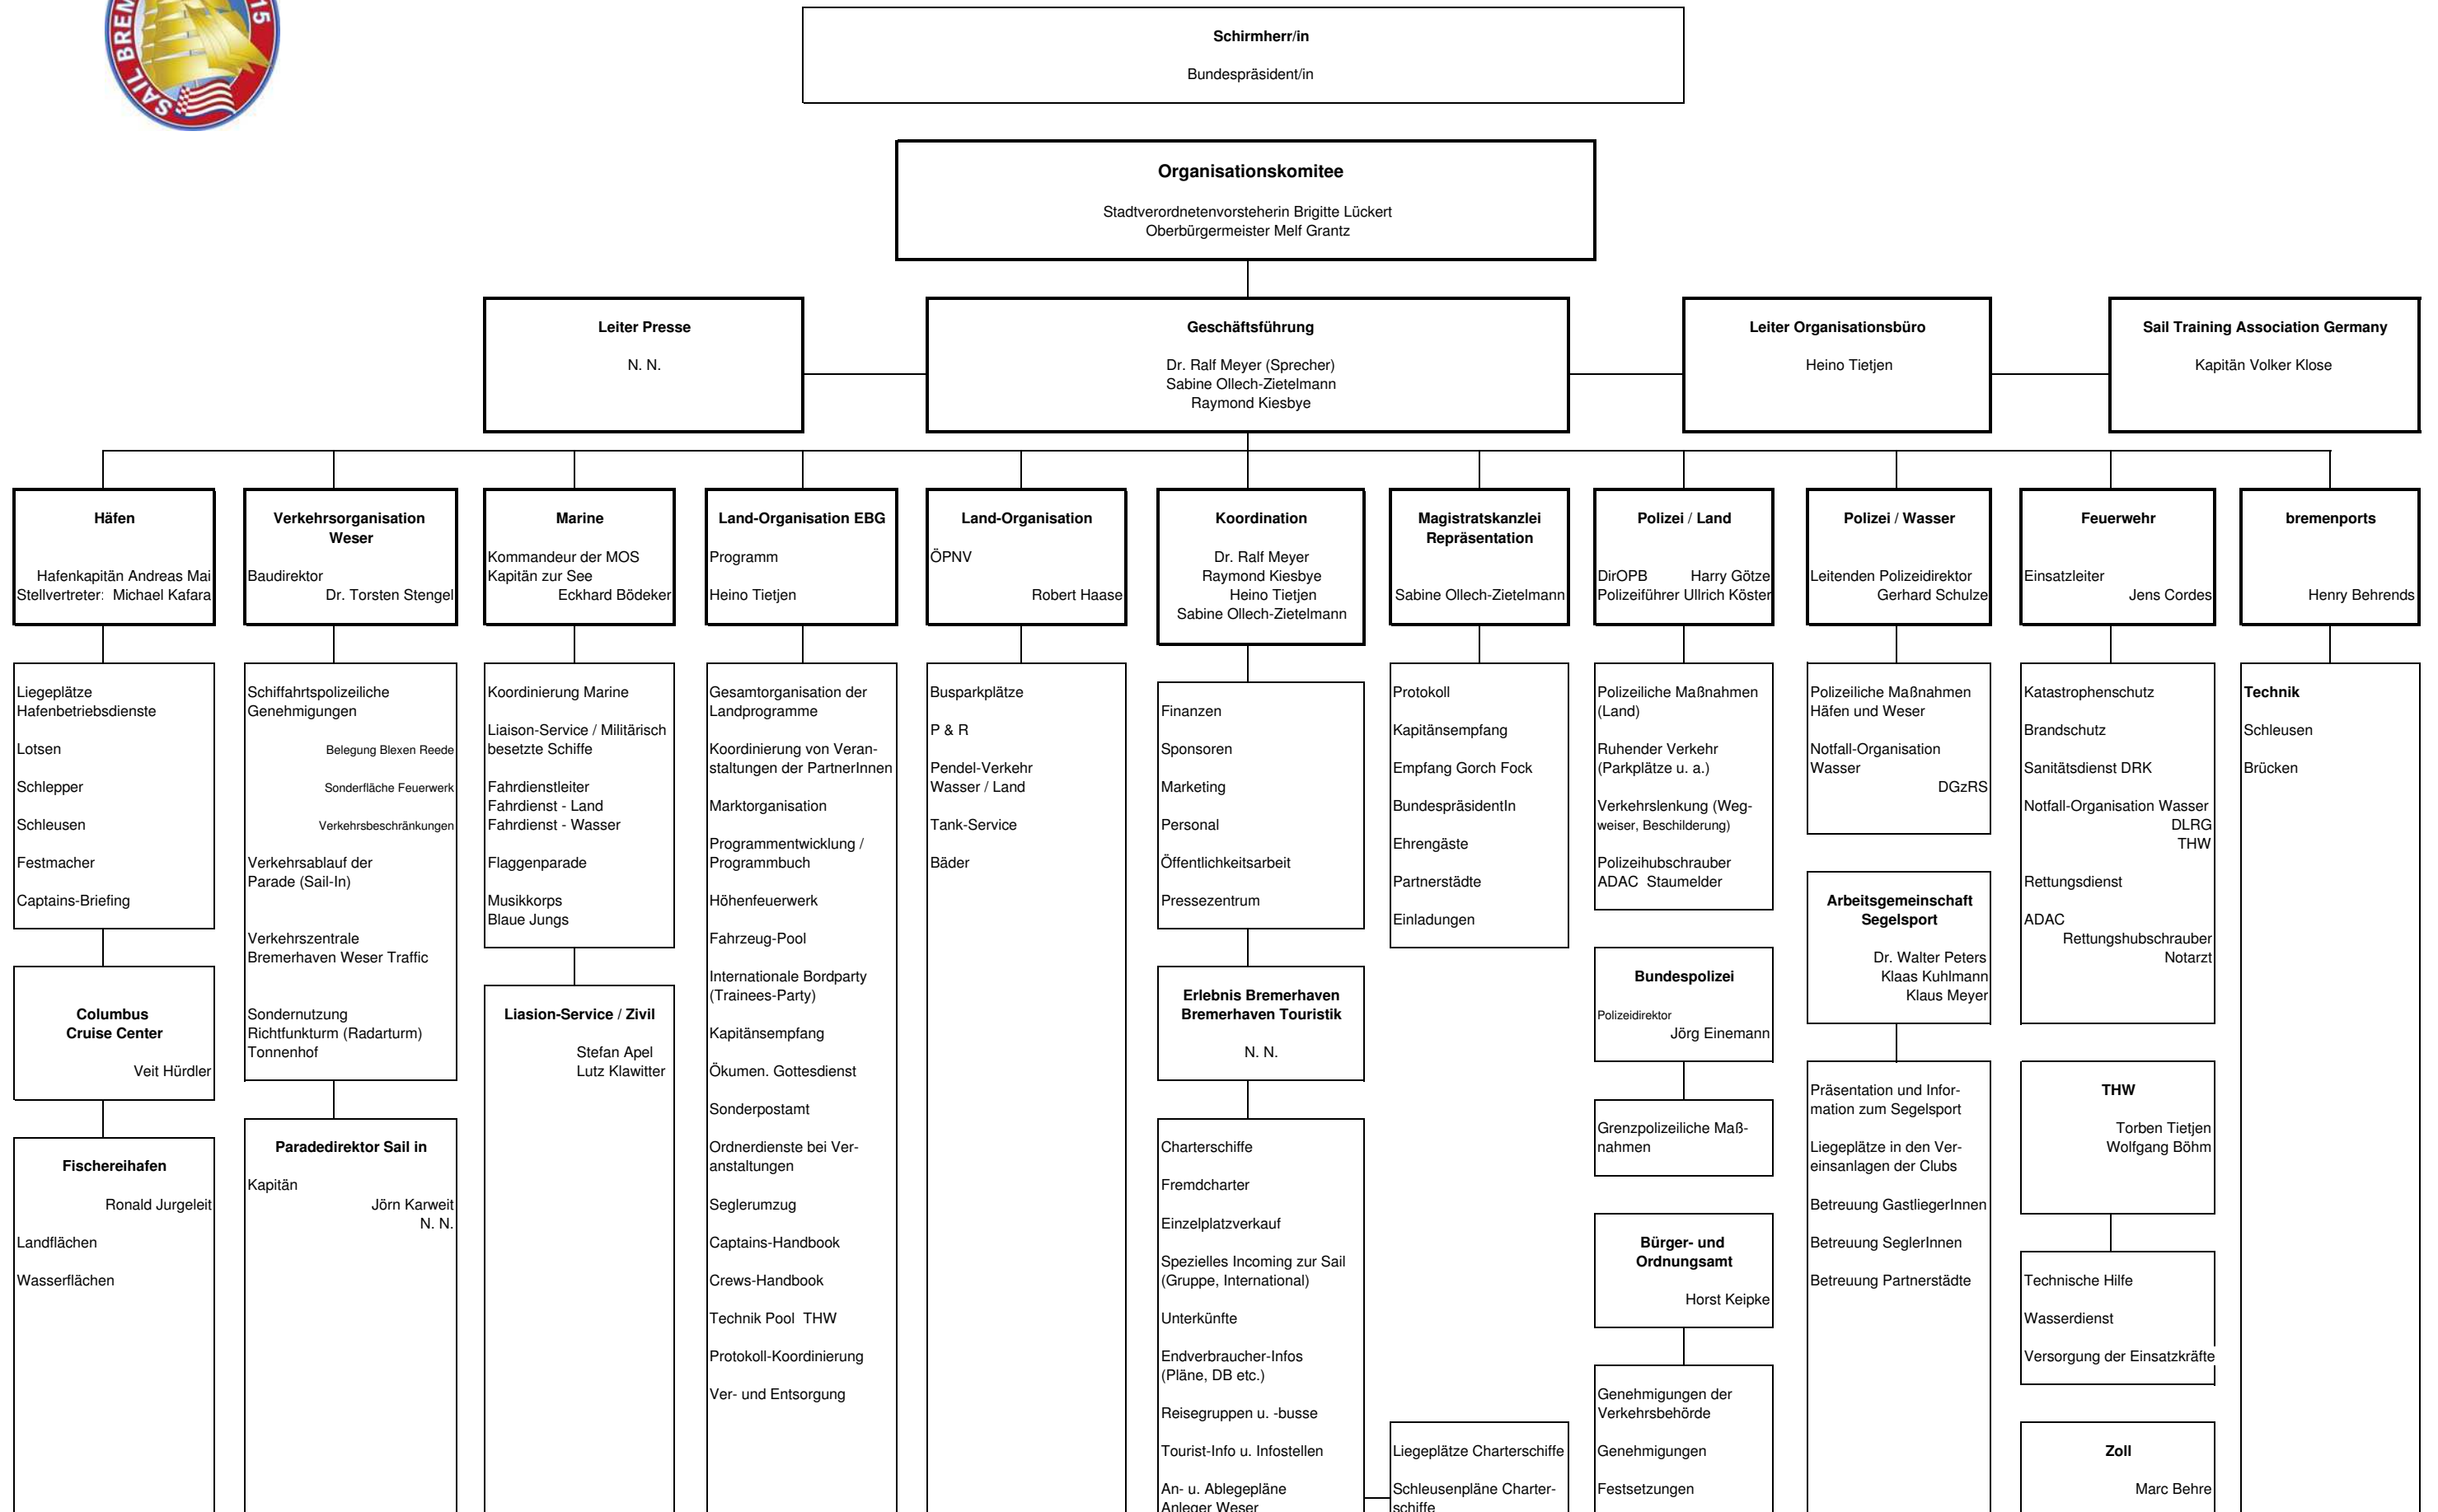 SAIL BREM
15
Schirmherr/in
Bundespräsident/in
Organisationskomitee
Stadtverordnetenvorsteherin Brigitte Lückert
Oberbürgermeister Melf Grantz
Leiter Presse
N. N.
Geschäftsführung
Dr. Ralf Meyer (Sprecher)
Sabine Ollech-Zietelmann
Raymond Kiesbye
Leiter Organisationsbüro
Heino Tietjen
Sail Training Association Germany
Kapitän Volker Klose
Häfen
Hafenkapitän Andreas Mai
Stellvertreter: Michael Kafara
Liegeplätze
Hafenbetriebsdienste
Lotsen
Schlepper
Schleusen
Festmacher
Captains-Briefing
Columbus
Cruise Center
Veit Hürdler
Fischereihafen
Ronald Jurgeleit
Landflächen
Wasserflächen
Verkehrsorganisation
Weser
Baudirektor
Dr. Torsten Stengel
Schiffahrtspolizeiliche
Genehmigungen
Belegung Blexen Reede
Sonderfläche Feuerwerk
Verkehrsbeschränkungen
Verkehrsablauf der
Parade (Sail-In)
Verkehrszentrale
Bremerhaven Weser Traffic
Sondernutzung
Richtfunkturm (Radarturm)
Tonnenhof
Paradedirektor Sail in
Kapitän
Jörn Karweit
N. N.
Marine
Kommandeur der MOS
Kapitän zur See
Eckhard Bödeker
Koordinierung Marine
Liaison-Service / Militärisch
besetzte Schiffe
Fahrdienstleiter
Fahrdienst - Land
Fahrdienst - Wasser
Flaggenparade
Musikkorps
Blaue Jungs
Liasion-Service / Zivil
Stefan Apel
Lutz Klawitter
Land-Organisation EBG
Programm
Heino Tietjen
Gesamtorganisation der
Landprogramme
Koordinierung von Veran-
staltungen der PartnerInnen
Marktorganisation
Programmentwicklung /
Programmbuch
Höhenfeuerwerk
Fahrzeug-Pool
Internationale Bordparty
(Trainees-Party)
Kapitänsempfang
Ökumen. Gottesdienst
Sonderpostamt
Ordnerdienste bei Ver-
anstaltungen
Seglerumzug
Captains-Handbook
Crews-Handbook
Technik Pool THW
Protokoll-Koordinierung
Ver- und Entsorgung
Land-Organisation
ÖPNV
Robert Haase
Busparkplätze
P & R
Pendel-Verkehr
Wasser / Land
Tank-Service
Bäder
Koordination
Dr. Ralf Meyer
Raymond Kiesbye
Heino Tietjen
Sabine Ollech-Zietelmann
Finanzen
Sponsoren
Marketing
Personal
Öffentlichkeitsarbeit
Pressezentrum
Erlebnis Bremerhaven
Bremerhaven Touristik
N. N.
Charterschiffe
Fremdcharter
Einzelplatzverkauf
Spezielles Incoming zur Sail
(Gruppe, International)
Unterkünfte
Endverbraucher-Infos
(Pläne, DB etc.)
Reisegruppen u. -busse
Tourist-Info u. Infostellen
An- u. Ablegepläne
Anleger Weser
Magistratskanzlei
Repräsentation
Sabine Ollech-Zietelmann
Protokoll
Kapitänsempfang
Empfang Gorch Fock
BundespräsidentIn
Ehrengäste
Partnerstädte
Einladungen
Liegeplätze Charterschiffe
Schleusenpläne Charter-
schiffe
Polizei / Land
DirOPB Harry Götze
Polizeiführer Ullrich Köster
Polizeiliche Maßnahmen
(Land)
Ruhender Verkehr
(Parkplätze u. a.)
Verkehrslenkung (Weg-
weiser, Beschilderung)
Polizeihubschrauber
ADAC Staumelder
Bundespolizei
Polizeidirektor
Jörg Einemann
Grenzpolizeiliche Maß-
nahmen
Bürger- und
Ordnungsamt
Horst Keipke
Genehmigungen der
Verkehrsbehörde
Genehmigungen
Festsetzungen
Polizei / Wasser
Leitenden Polizeidirektor
Gerhard Schulze
Polizeiliche Maßnahmen
Häfen und Weser
Notfall-Organisation
Wasser
DGzRS
Arbeitsgemeinschaft
Segelsport
Dr. Walter Peters
Klaas Kuhlmann
Klaus Meyer
Präsentation und Infor-
mation zum Segelsport
Liegeplätze in den Ver-
einsanlagen der Clubs
Betreuung GastliegerInnen
Betreuung SeglerInnen
Betreuung Partnerstädte
Feuerwehr
Einsatzleiter
Jens Cordes
Katastrophenschutz
Brandschutz
Sanitätsdienst DRK
Notfall-Organisation Wasser
DLRG
THW
Rettungsdienst
ADAC
Rettungshubschrauber
Notarzt
THW
Torben Tietjen
Wolfgang Böhm
Technische Hilfe
Wasserdienst
Versorgung der Einsatzkräfte
Zoll
Marc Behre
bremenports
Henry Behrends
Technik
Schleusen
Brücken